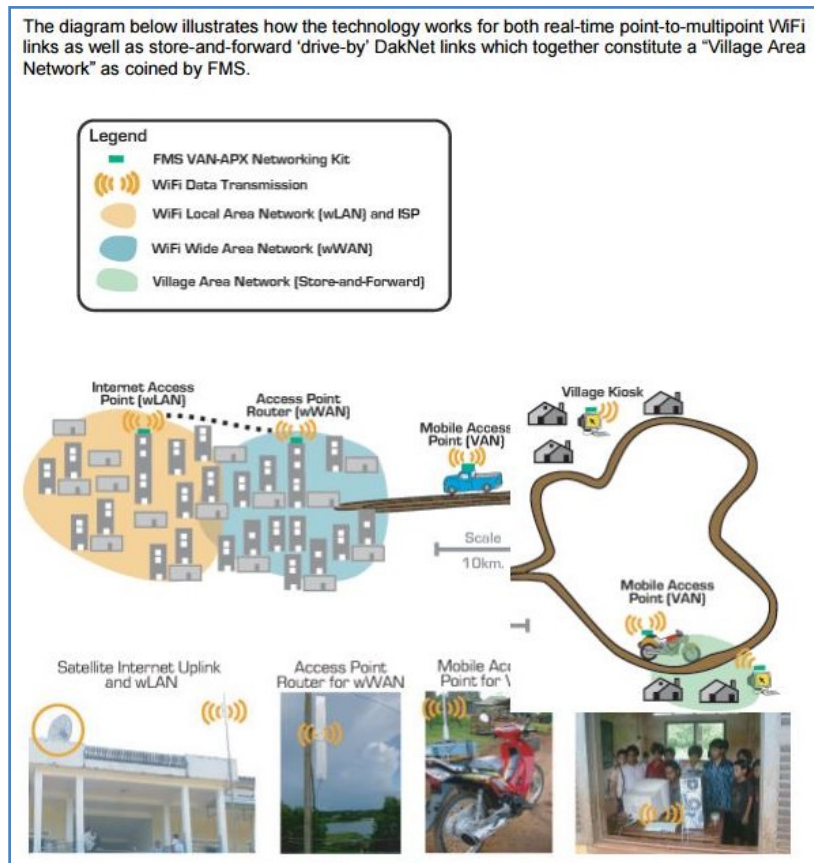 The diagram below illustrates how the technology works for both real-time point-to-multipoint WiFi
links as well as store-and-forward 'drive-by' DakNet links which together constitute a "Village Area
Network" as coined by FMS.
Legend
FMS VAN-APX Networking Kit
WiFi Data Transmission
WiFi Local Area Network (wLAN) and ISP
WiFi Wide Area Network (wWAN)
Village Area Network (Store-and-Forward)
Internet Access
Point (wLAN)
Access Point
Router (wWAN)
Mobile Access
Point (VAN)
Village Kiosk
Scale
10km.
Mobile Access
Point (VAN)
Satellite Internet Uplink
and wLAN
Access Point
Router for wWAN
Mobile Acc
Point for